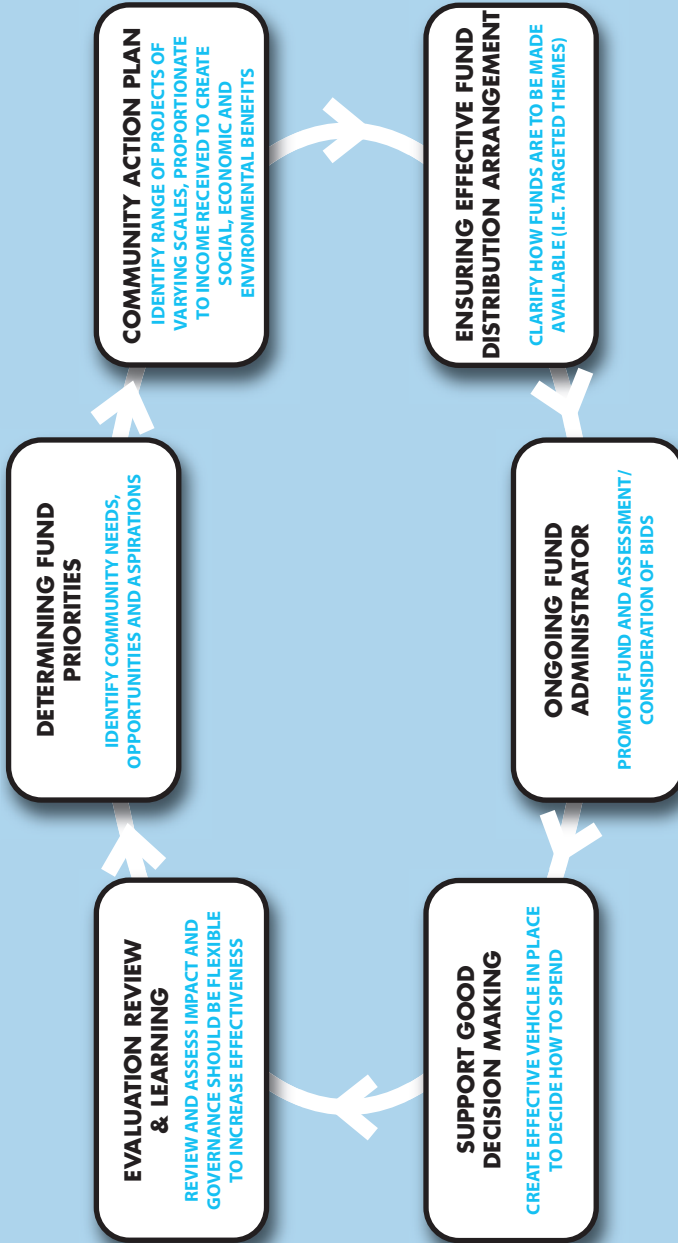 DETERMINING FUND
PRIORITIES
IDENTIFY COMMUNITY NEEDS,
OPPORTUNITIES AND ASPIRATIONS
COMMUNITY ACTION PLAN
IDENTIFY RANGE OF PROJECTS OF
VARYING SCALES, PROPORTIONATE
TO INCOME RECEIVED TO CREATE
SOCIAL, ECONOMIC AND
ENVIRONMENTAL BENEFITS
ENSURING EFFECTIVE FUND
DISTRIBUTION ARRANGEMENT
CLARIFY HOW FUNDS ARE TO BE MADE
AVAILABLE (I.E. TARGETED THEMES)
ONGOING FUND
ADMINISTRATOR
PROMOTE FUND AND ASSESSMENT/
CONSIDERATION OF BIDS
SUPPORT GOOD
DECISION MAKING
CREATE EFFECTIVE VEHICLE IN PLACE
TO DECIDE HOW TO SPEND
EVALUATION REVIEW
& LEARNING
REVIEW AND ASSESS IMPACT AND
GOVERNANCE SHOULD BE FLEXIBLE
TO INCREASE EFFECTIVENESS